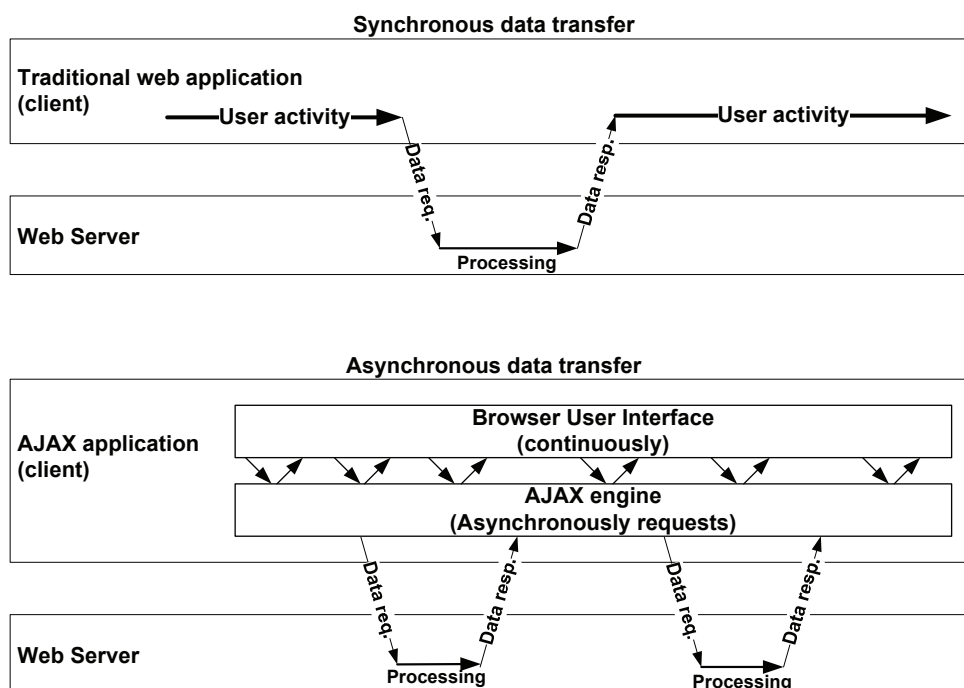 Synchronous data transfer
Traditional web application
(client)
User activity
User activity
Data req.
Data resp.
Web Server
Processing
Asynchronous data transfer
Browser User Interface
(continuously)
AJAX application
(client)
AJAX engine
(Asynchronously requests)
Data req.
Data resp.
Data req.
Data resp.
Web Server
Processing
Processing